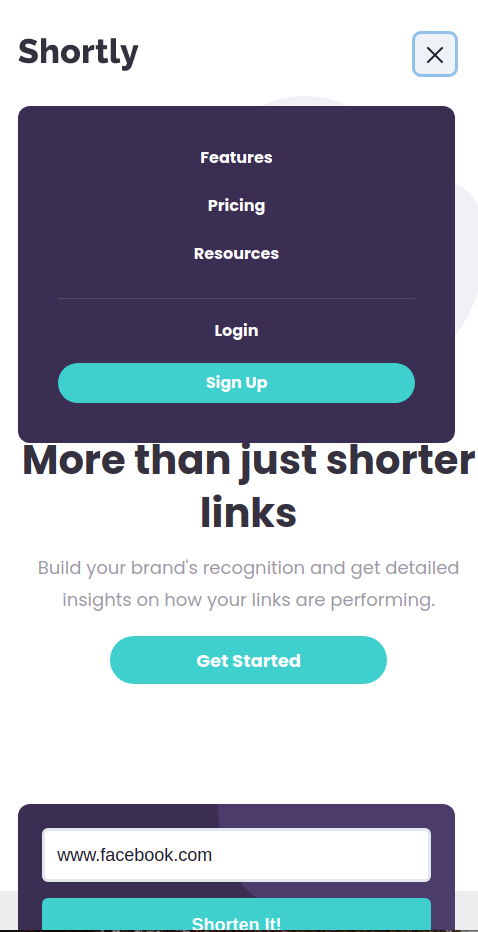 Shortly
Features
Pricing
Resources
Login
Sign Up
More than just shorter
links
Build your brand's recognition and get detailed
insights on how your links are performing.
Get Started
www.facebook.com
Shorten It!